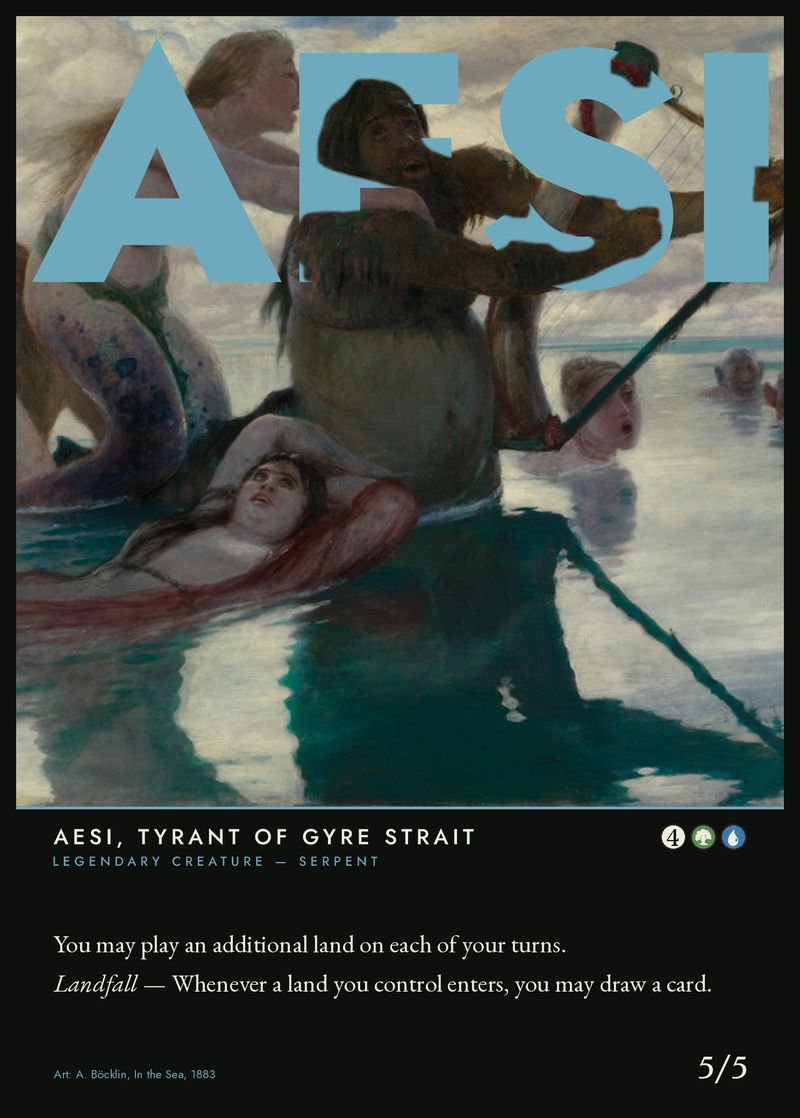 AESI
AESI, TYRANT OF GYRE STRAIT
4
LEGENDARY CREATURE — SERPENT
You may play an additional land on each of your turns.
Landfall — Whenever a land you control enters, you may draw a card.
Art: A. Böcklin, In the Sea, 1883
5/5